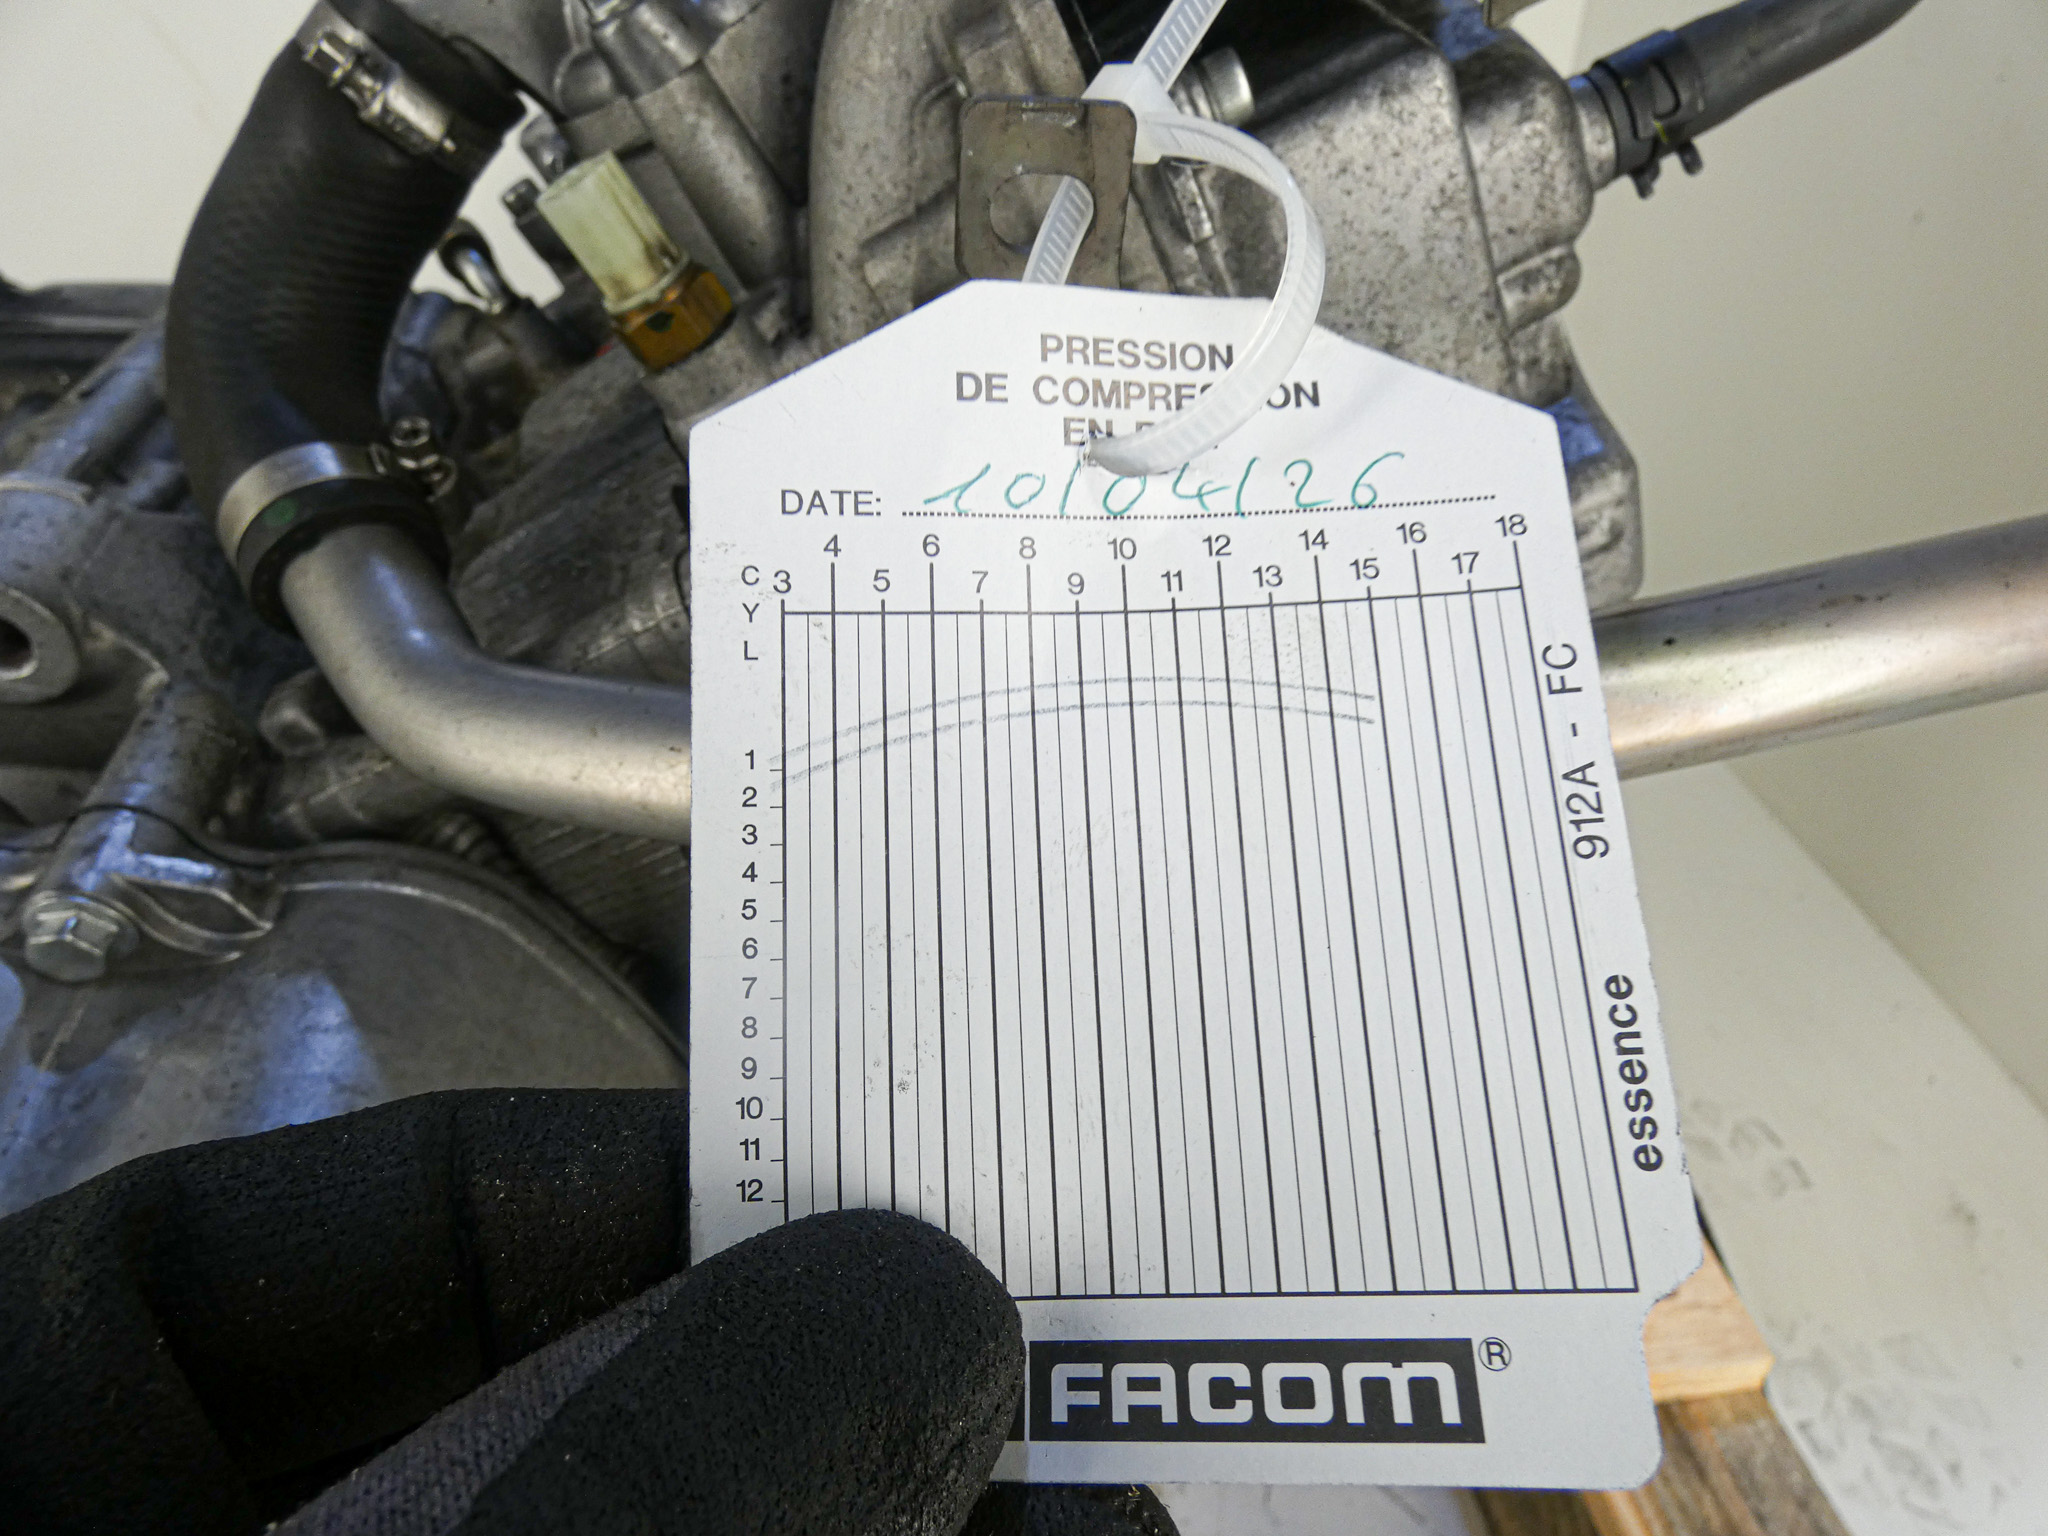 PRESSION
DE COMPRESSION
EN
DATE: 10/04/26
4 6 8 10 12 14 16 18
3 5 7 9 11 13 15 17
C
Y
L
1
2
3
4
5
6
7
8
9
10
11
12
912A - FC
essence
FACOM®